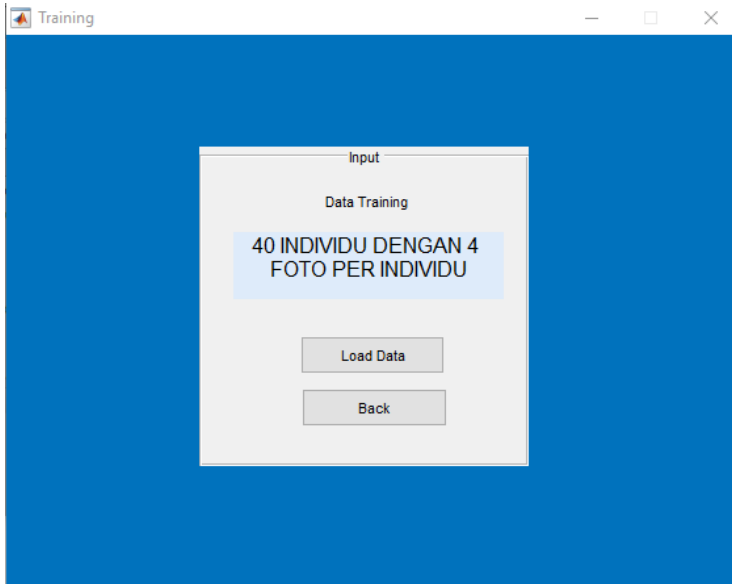 Training
Input
Data Training
40 INDIVIDU DENGAN 4
FOTO PER INDIVIDU
Load Data
Back